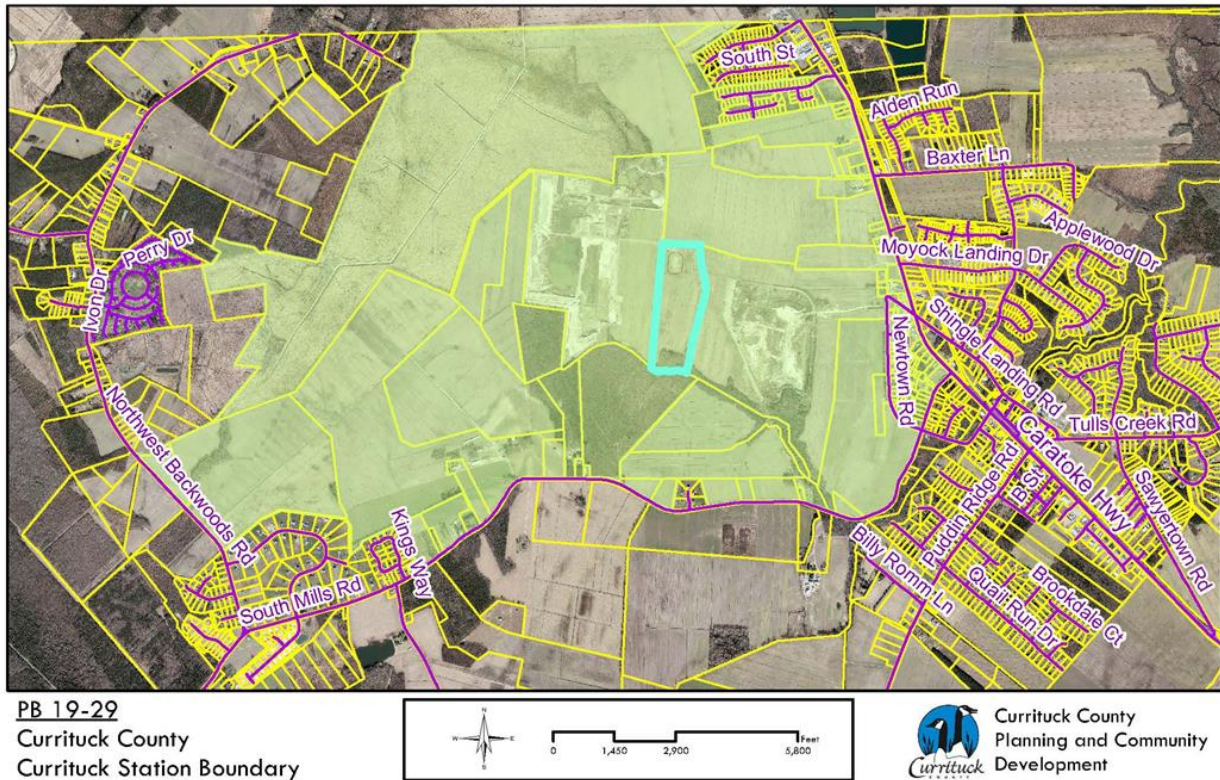 South St
Alden Run
Baxter Ln
Applewood Dr
Moyock Landing Dr
Perry Dr
Ivon Dr
Shingle Landing Rd
Newtown Rd
Tulls Creek Rd
Caratoke Hwy
Northwest Backwoods Rd
Puddin Ridge Rd
B St
Sawyertown Rd
Kings Way
Billy Romm Ln
Quail Run Dr
Brookdale Ct
South Mills Rd
PB 19-29
Currituck County
Currituck Station Boundary
N
W
E
S
Feet
0 1,450 2,900 5,800
Currituck
COUNTY
Currituck County
Planning and Community
Development